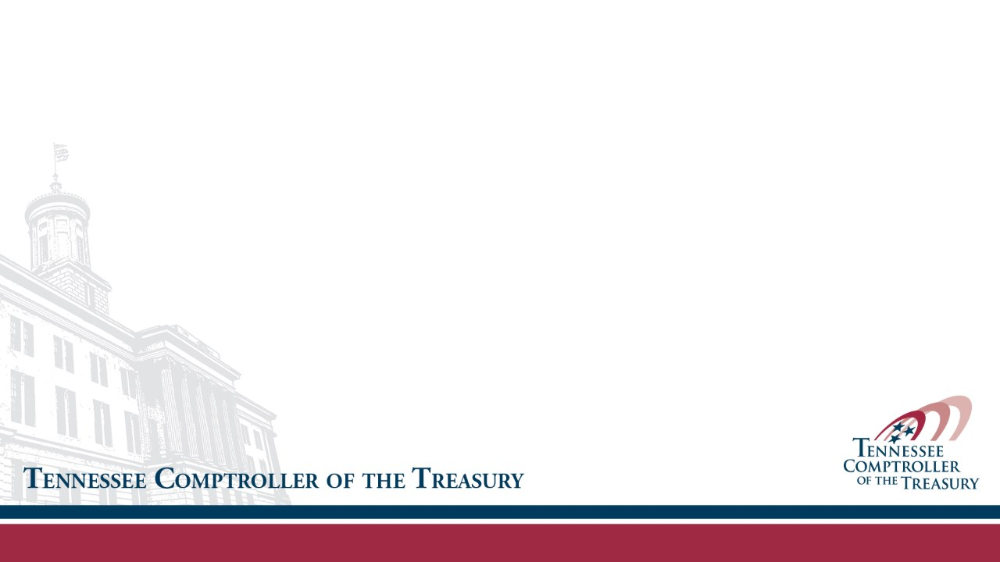 Tennessee Comptroller of the Treasury
Tennessee
Comptroller
of the Treasury